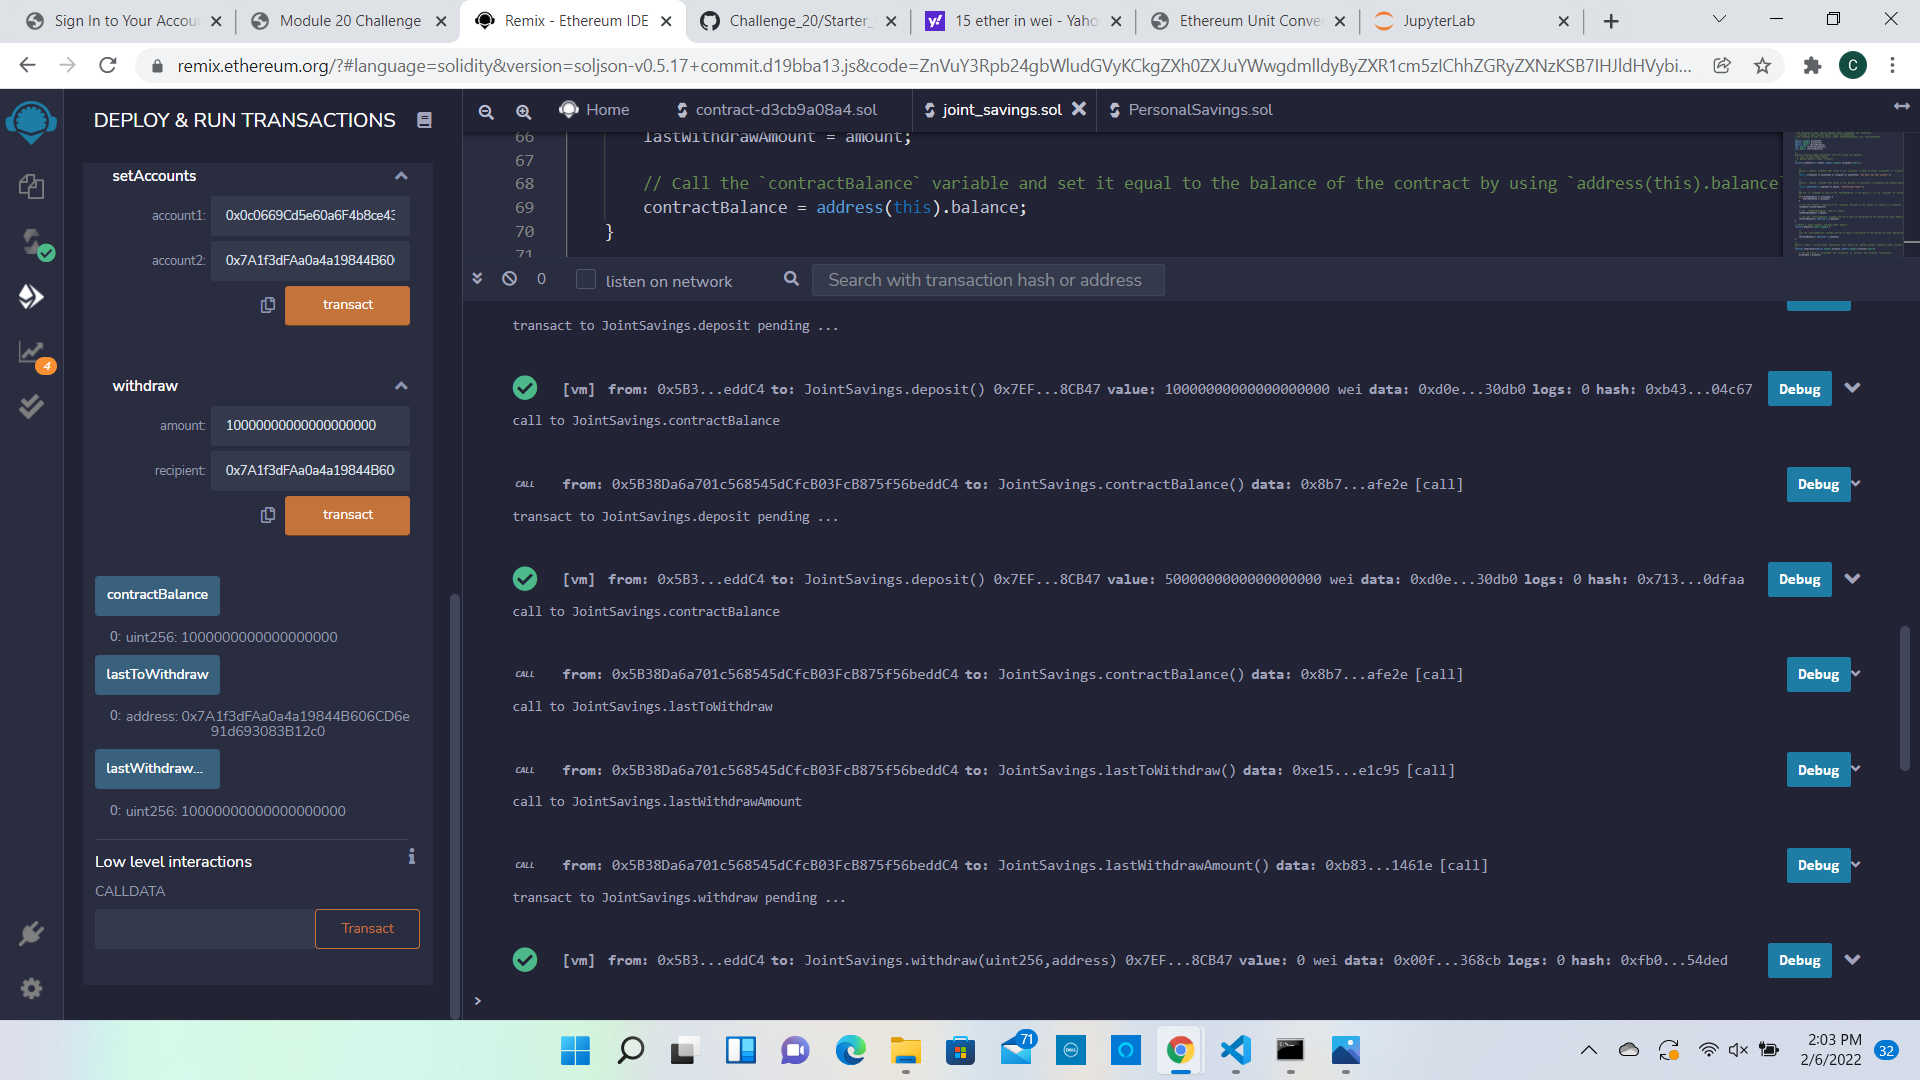 Sign In to Your Accou
Module 20 Challenge
Remix - Ethereum IDE
Challenge_20/Starter_
15 ether in wei - Yaho
Ethereum Unit Conve
JupyterLab
remix.ethereum.org/?#language=solidity&version=soljson-v0.5.17+commit.d19bba13.js&code=ZnVuY3Rpb24gbWludGVyKCkgZXh0ZXJuYWwgdmlldyByZXR1cm5zIChhZGRyZXNzKSB7IHJldHVybi...
C
DEPLOY & RUN TRANSACTIONS
Home
contract-d3cb9a08a4.sol
joint_savings.sol
PersonalSavings.sol
setAccounts
account1:
0x0c0669Cd5e60a6F4b8ce43
account2:
0x7A1f3dFAa0a4a19844B60
transact
withdraw
amount:
10000000000000000000
recipient:
0x7A1f3dFAa0a4a19844B60
transact
contractBalance
0: uint256: 1000000000000000000
lastToWithdraw
0: address: 0x7A1f3dFAa0a4a19844B606CD6e
91d693083B12c0
lastWithdraw...
0: uint256: 10000000000000000000
Low level interactions
CALLDATA
Transact
4
66 lastWithdrawAmount = amount;
67
68 // Call the `contractBalance` variable and set it equal to the balance of the contract by using `address(this).balance`
69 contractBalance = address(this).balance;
70 }
71
0
listen on network
Search with transaction hash or address
transact to JointSavings.deposit pending ...
[vm] from: 0x5B3...eddC4 to: JointSavings.deposit() 0x7EF...8CB47 value: 10000000000000000000 wei data: 0xd0e...30db0 logs: 0 hash: 0xb43...04c67
Debug
call to JointSavings.contractBalance
CALL from: 0x5B38Da6a701c568545dCfcB03FcB875f56beddC4 to: JointSavings.contractBalance() data: 0x8b7...afe2e [call]
Debug
transact to JointSavings.deposit pending ...
[vm] from: 0x5B3...eddC4 to: JointSavings.deposit() 0x7EF...8CB47 value: 5000000000000000000 wei data: 0xd0e...30db0 logs: 0 hash: 0x713...0dfaa
Debug
call to JointSavings.contractBalance
CALL from: 0x5B38Da6a701c568545dCfcB03FcB875f56beddC4 to: JointSavings.contractBalance() data: 0x8b7...afe2e [call]
Debug
call to JointSavings.lastToWithdraw
CALL from: 0x5B38Da6a701c568545dCfcB03FcB875f56beddC4 to: JointSavings.lastToWithdraw() data: 0xe15...e1c95 [call]
Debug
call to JointSavings.lastWithdrawAmount
CALL from: 0x5B38Da6a701c568545dCfcB03FcB875f56beddC4 to: JointSavings.lastWithdrawAmount() data: 0xb83...1461e [call]
Debug
transact to JointSavings.withdraw pending ...
[vm] from: 0x5B3...eddC4 to: JointSavings.withdraw(uint256,address) 0x7EF...8CB47 value: 0 wei data: 0x00f...368cb logs: 0 hash: 0xfb0...54ded
Debug
>
71
DELL
2:03 PM
2/6/2022
32